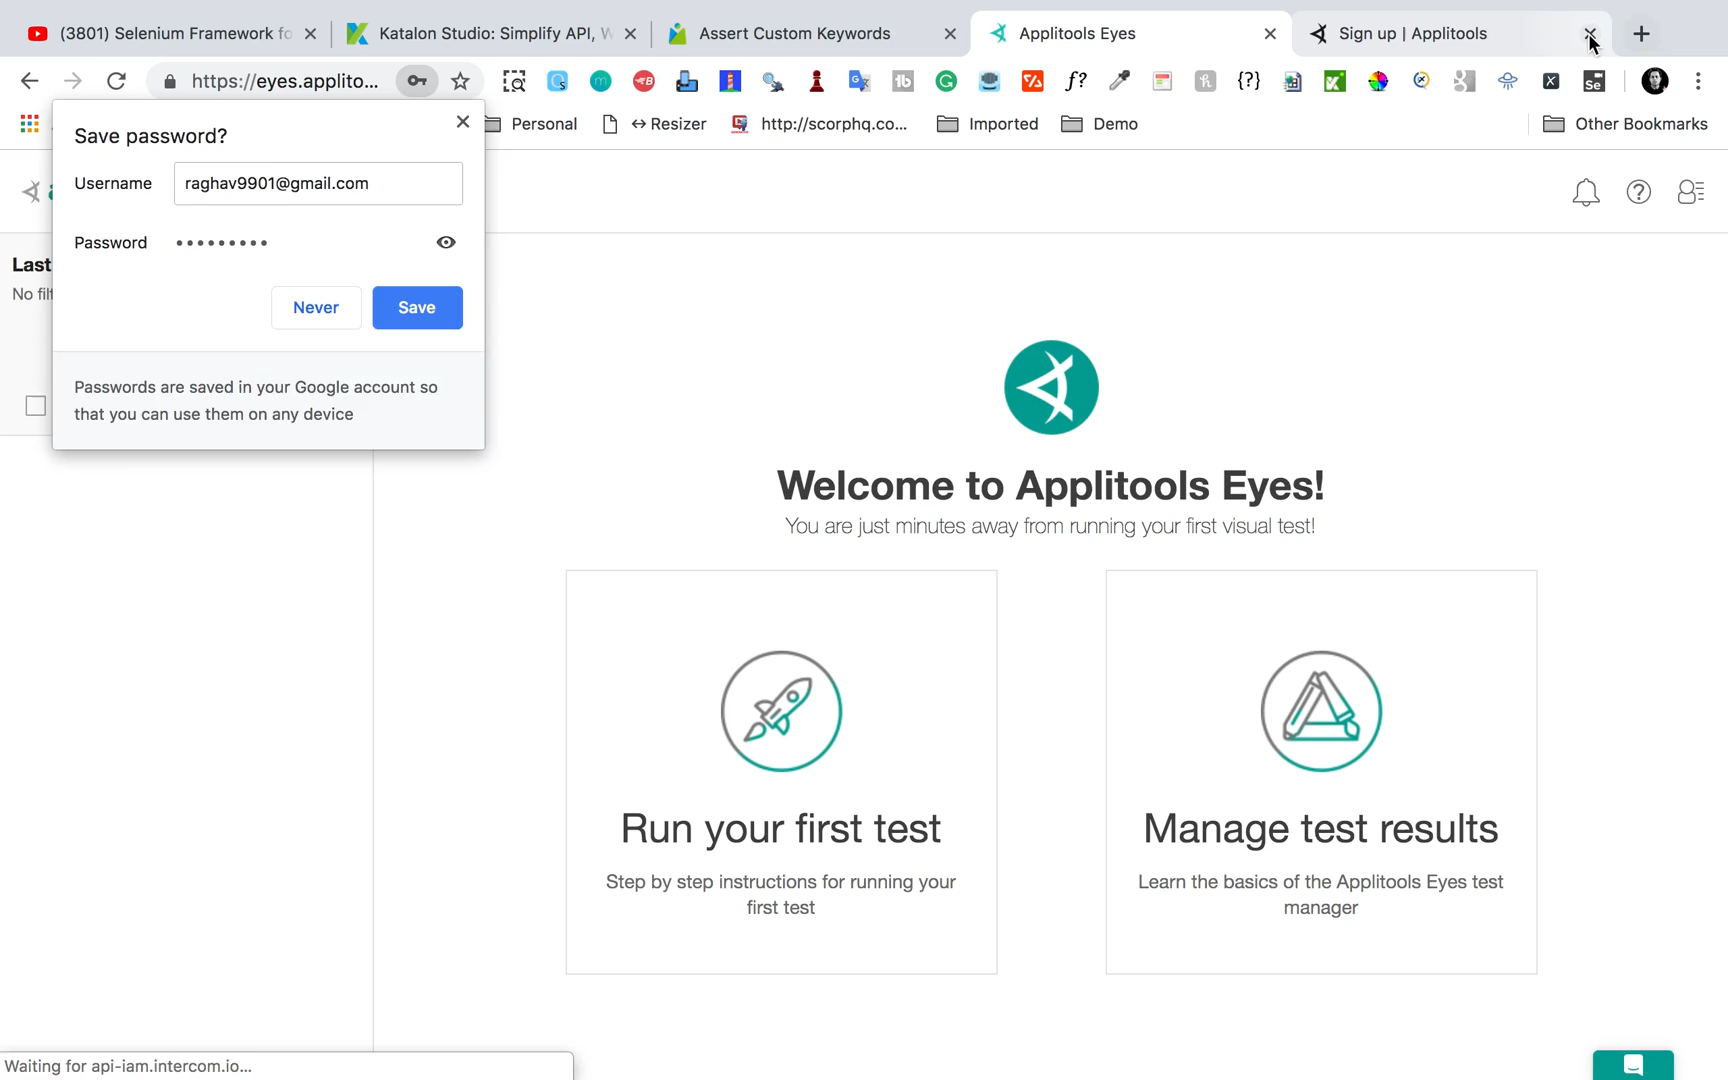 (3801) Selenium Framework fo
Katalon Studio: Simplify API, W
Assert Custom Keywords
Applitools Eyes
Sign up | Applitools
https://eyes.applito...
Personal
↔ Resizer
http://scorphq.co...
Imported
Demo
Other Bookmarks
Save password?
Username
raghav9901@gmail.com
Password
•••••••••
Never
Save
Passwords are saved in your Google account so
that you can use them on any device
Last
No filt
Welcome to Applitools Eyes!
You are just minutes away from running your first visual test!
Run your first test
Step by step instructions for running your
first test
Manage test results
Learn the basics of the Applitools Eyes test
manager
Waiting for api-iam.intercom.io...